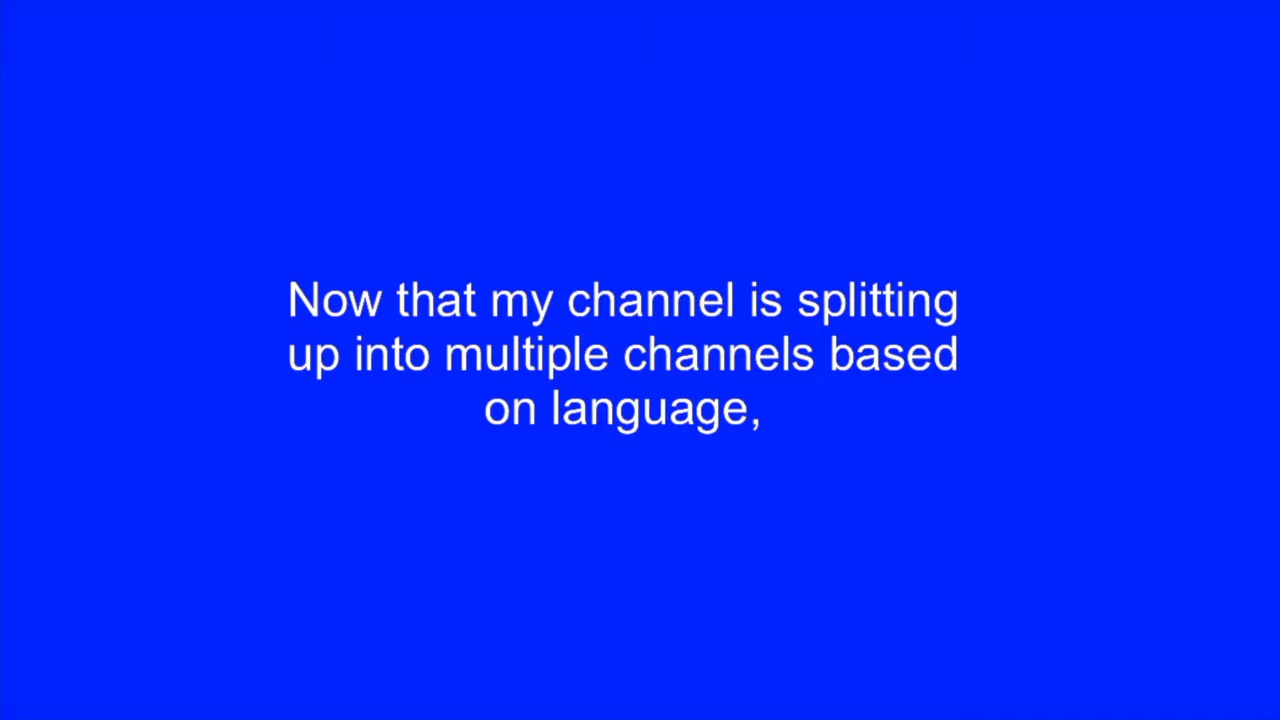 Now that my channel is splitting
up into multiple channels based
on language,